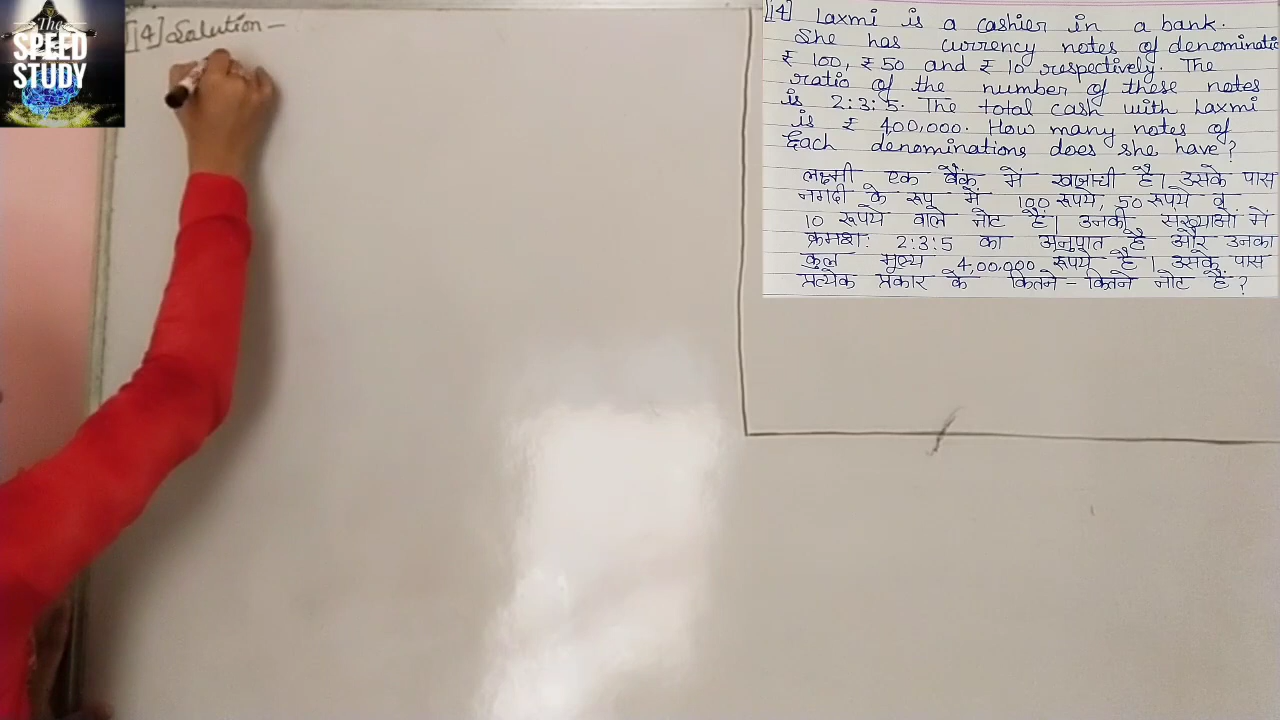 The
SPEED
STUDY
[14] Solution –
[14] Laxmi is a cashier in a bank.
She has currency notes of denominatio
₹ 100, ₹ 50 and ₹ 10 respectively. The
ratio of the number of these notes
is 2:3:5. The total cash with Laxmi
is ₹ 400,000. How many notes of
Each denominations does she have?
लक्ष्मी एक बैंक में खजांची है। उसके पास
नगदी के रूप में 100 रूपये, 50 रूपये व
10 रूपये वाले नोट हैं। उनकी संख्याओं में
क्रमशः 2:3:5 का अनुपात है और उनका
कुल मूल्य 4,00,000 रूपये है। उसके पास
प्रत्येक प्रकार के कितने-कितने नोट हैं?